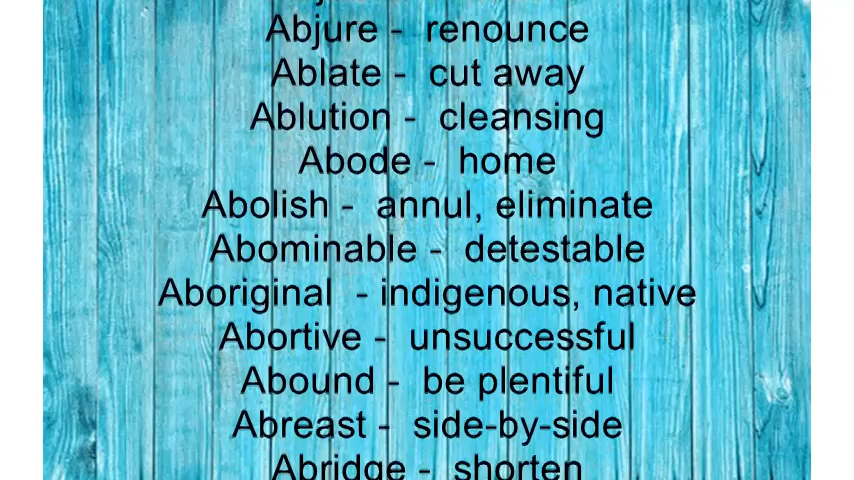 Abjure -  renounce
Ablate -  cut away
Ablution -  cleansing
Abode -  home
Abolish -  annul, eliminate
Abominable -  detestable
Aboriginal  - indigenous, native
Abortive -  unsuccessful
Abound -  be plentiful
Abreast -  side-by-side
Abridge -  shorten